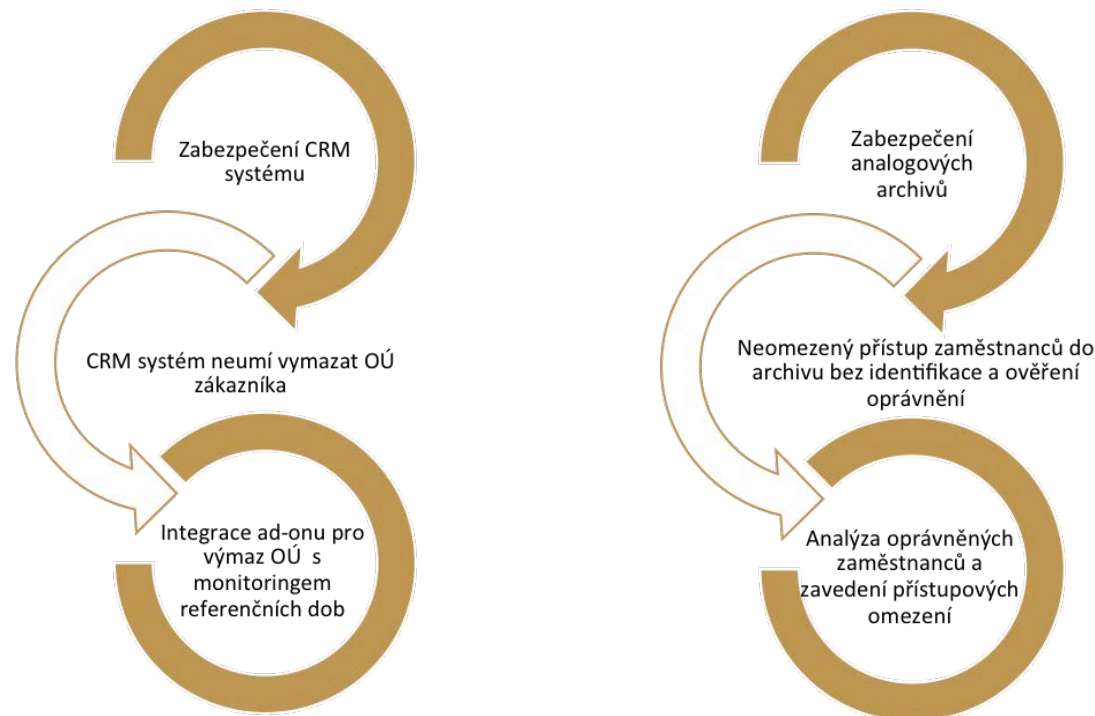 Zabezpečení CRM
systému
CRM systém neumí vymazat OÚ
zákazníka
Integrace ad-onu pro
výmaz OÚ s
monitoringem
referenčních dob
Zabezpečení
analogových
archivů
Neomezený přístup zaměstnanců do
archivu bez identifikace a ověření
oprávnění
Analýza oprávněných
zaměstnanců a
zavedení přístupových
omezení